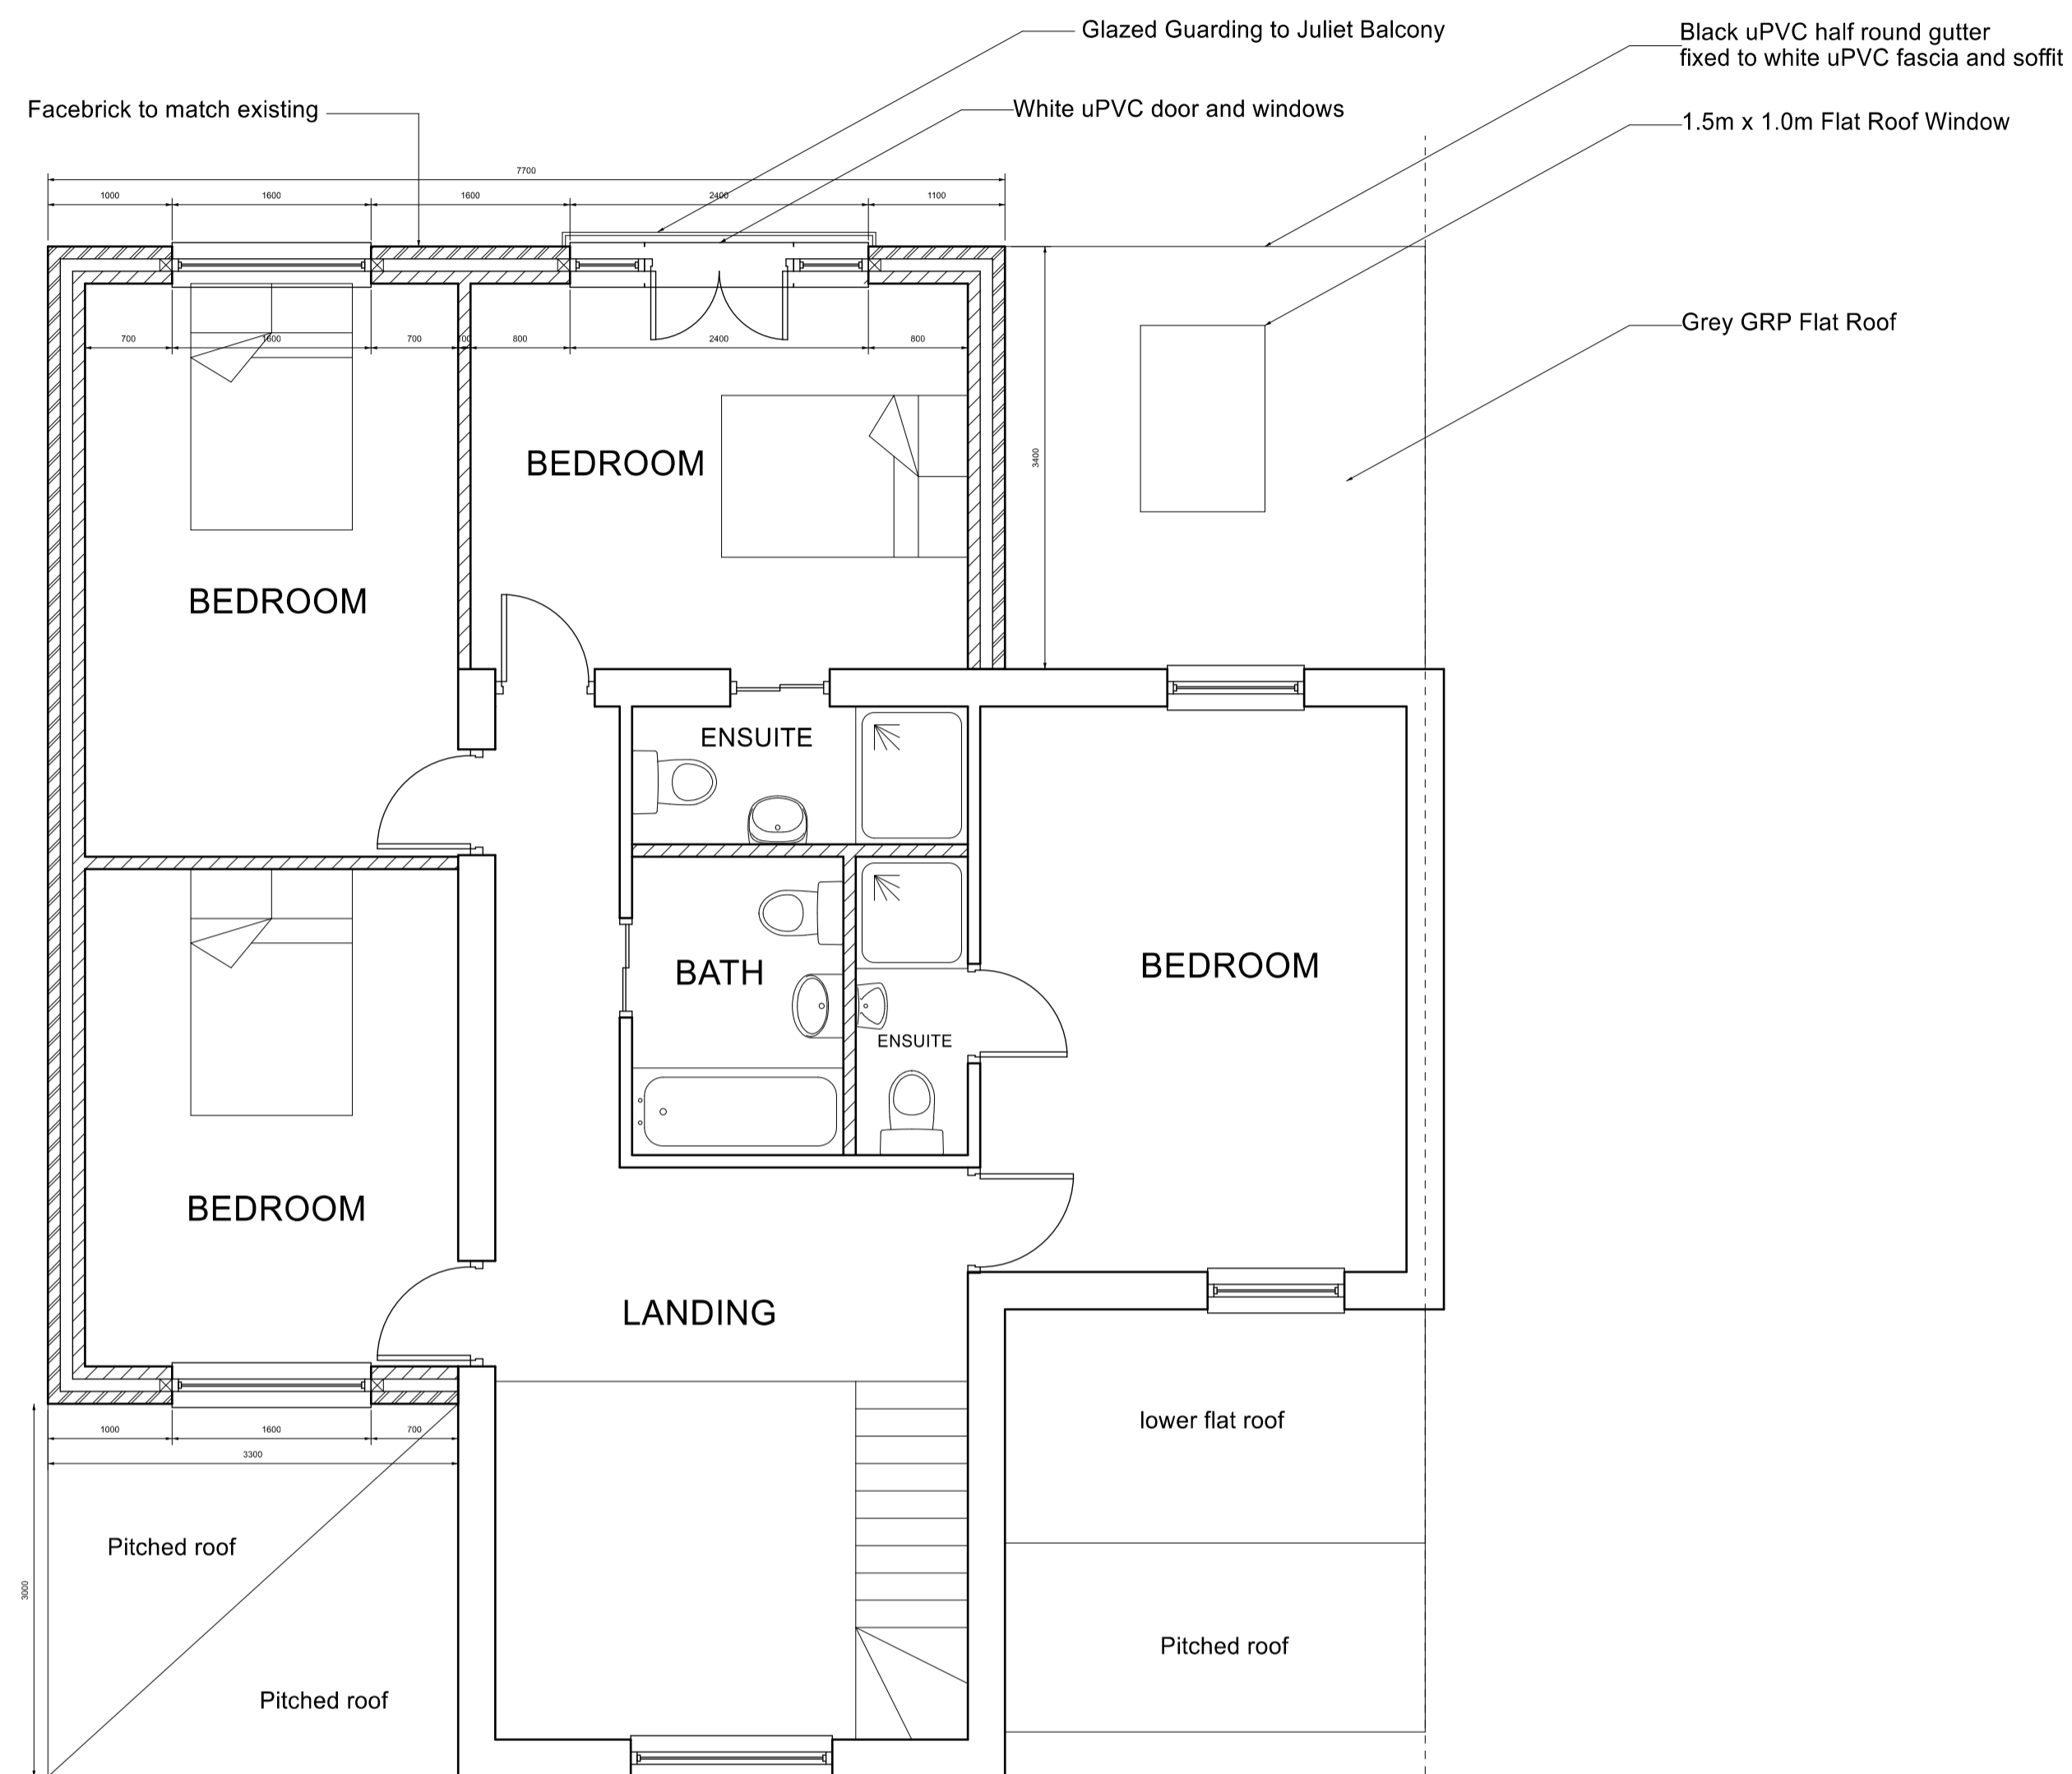 Glazed Guarding to Juliet Balcony
Black uPVC half round gutter
fixed to white uPVC fascia and soffit
Facebrick to match existing
White uPVC door and windows
1.5m x 1.0m Flat Roof Window
7700
1000
1600
1600
2400
1100
Grey GRP Flat Roof
700
1600
700
100
800
2400
800
3400
BEDROOM
BEDROOM
ENSUITE
BATH
BEDROOM
ENSUITE
BEDROOM
LANDING
1000
1600
700
3300
lower flat roof
Pitched roof
3000
Pitched roof
Pitched roof